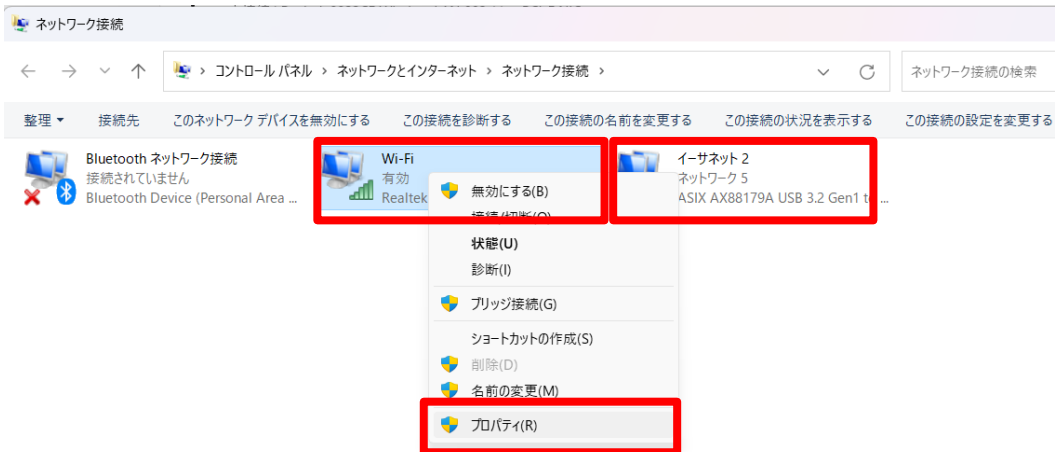 ネットワーク接続
コントロール パネル > ネットワークとインターネット > ネットワーク接続 >
ネットワーク接続の検索
整理 接続先 このネットワーク デバイスを無効にする この接続を診断する この接続の名前を変更する この接続の状況を表示する この接続の設定を変更する
Bluetooth ネットワーク接続
接続されていません
Bluetooth Device (Personal Area ...
Wi-Fi
有効
Realtek
イーサネット 2
ネットワーク 5
ASIX AX88179A USB 3.2 Gen1 to ...
無効にする(B)
接続/切断(O)
状態(U)
診断(I)
ブリッジ接続(G)
ショートカットの作成(S)
削除(D)
名前の変更(M)
プロパティ(R)